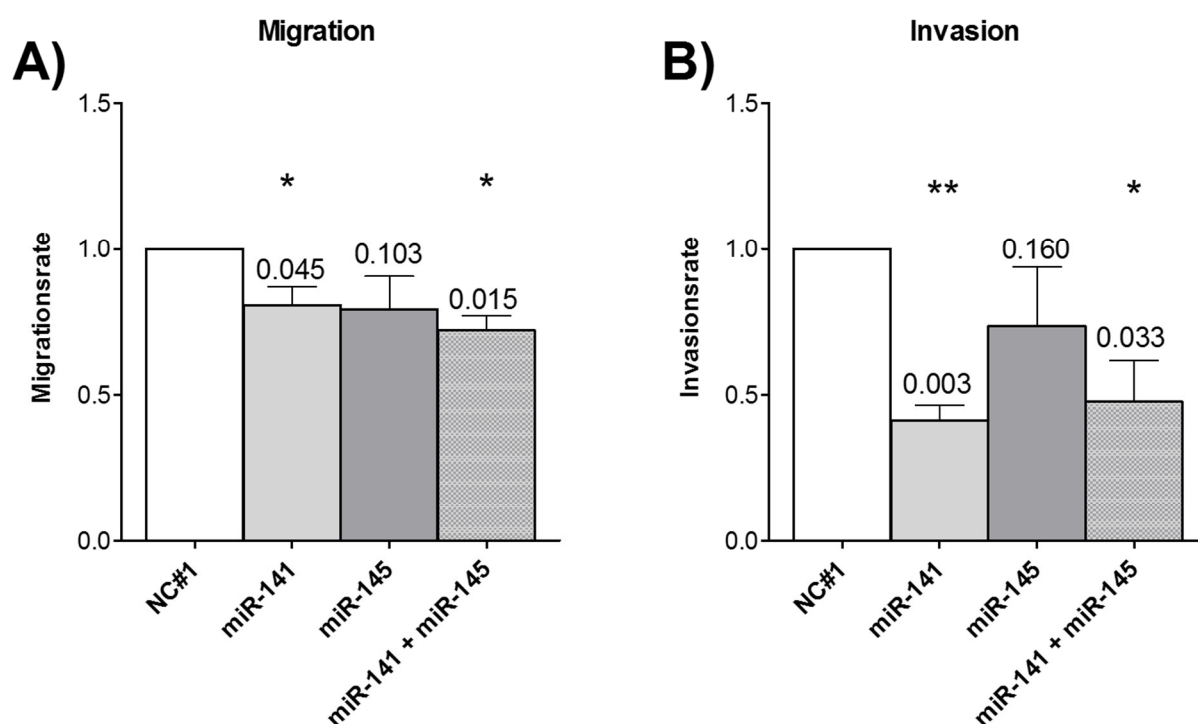 A)
Migration
Migrationsrate
1.5
1.0
0.5
0.0
*
*
0.045
0.103
0.015
NC#1
miR-141
miR-145
miR-141 + miR-145
B)
Invasion
Invasionsrate
1.5
1.0
0.5
0.0
**
*
0.003
0.160
0.033
NC#1
miR-141
miR-145
miR-141 + miR-145